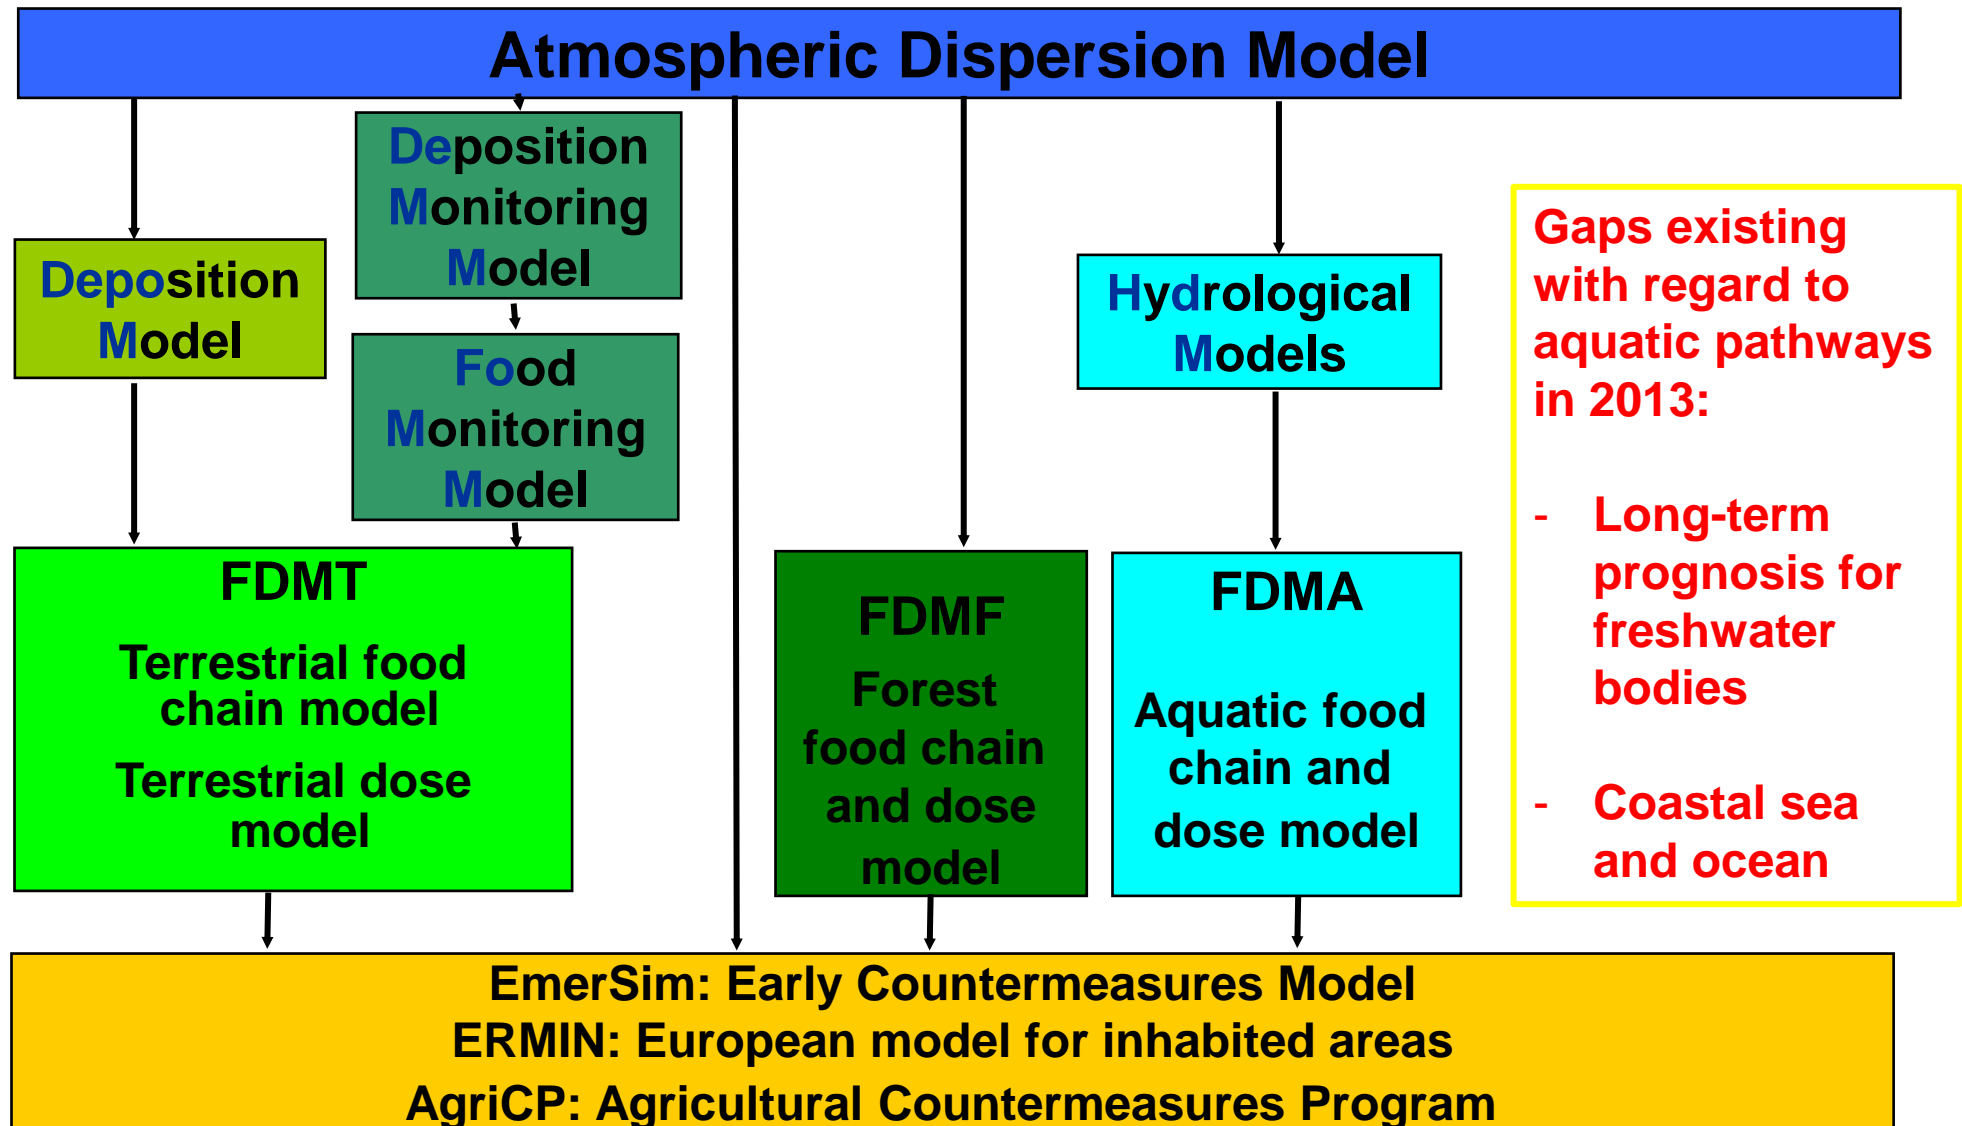 Atmospheric Dispersion Model
Deposition
Model
Deposition
Monitoring
Model
Food
Monitoring
Model
Hydrological
Models
FDMT
Terrestrial food
chain model
Terrestrial dose
model
FDMF
Forest
food chain
and dose
model
FDMA
Aquatic food
chain and
dose model
Gaps existing
with regard to
aquatic pathways
in 2013:
- Long-term
prognosis for
freshwater
bodies
- Coastal sea
and ocean
EmerSim: Early Countermeasures Model
ERMIN: European model for inhabited areas
AgriCP: Agricultural Countermeasures Program